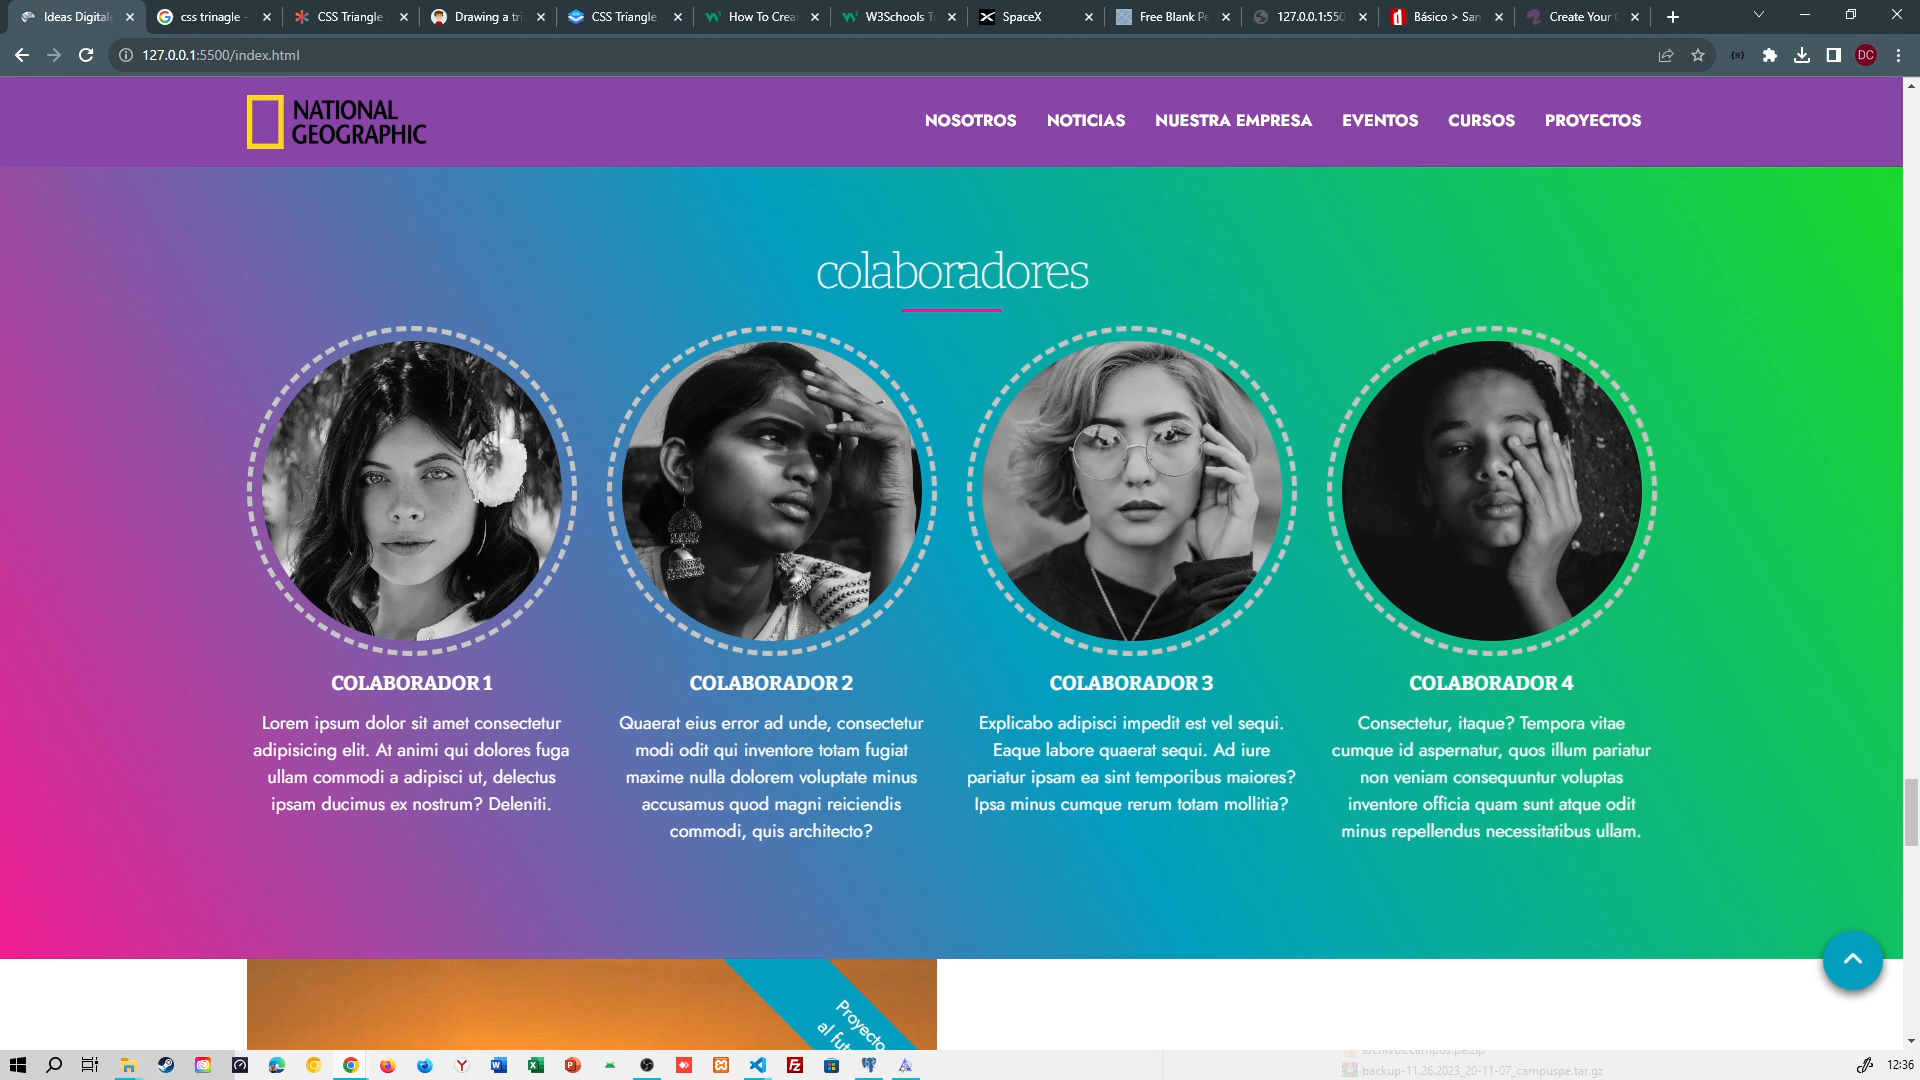 Ideas Digital
css trinagle -
CSS Triangle
Drawing a tri
CSS Triangle
How To Crea
W3Schools T
SpaceX
Free Blank Pe
127.0.0.1:550
Básico > San
Create Your
127.0.0.1:5500/index.html
DC
NATIONAL
GEOGRAPHIC
NOSOTROS
NOTICIAS
NUESTRA EMPRESA
EVENTOS
CURSOS
PROYECTOS
colaboradores
COLABORADOR 1
Lorem ipsum dolor sit amet consectetur
adipisicing elit. At animi qui dolores fuga
ullam commodi a adipisci ut, delectus
ipsam ducimus ex nostrum? Deleniti.
COLABORADOR 2
Quaerat eius error ad unde, consectetur
modi odit qui inventore totam fugiat
maxime nulla dolorem voluptate minus
accusamus quod magni reiciendis
commodi, quis architecto?
COLABORADOR 3
Explicabo adipisci impedit est vel sequi.
Eaque labore quaerat sequi. Ad iure
pariatur ipsam ea sint temporibus maiores?
Ipsa minus cumque rerum totam mollitia?
COLABORADOR 4
Consectetur, itaque? Tempora vitae
cumque id aspernatur, quos illum pariatur
non veniam consequuntur voluptas
inventore officia quam sunt atque odit
minus repellendus necessitatibus ullam.
Proyecto
al fut
archivos.campus.pe.zip
backup-11.26.2023_20-11-07_campuspe.tar.gz
12:36